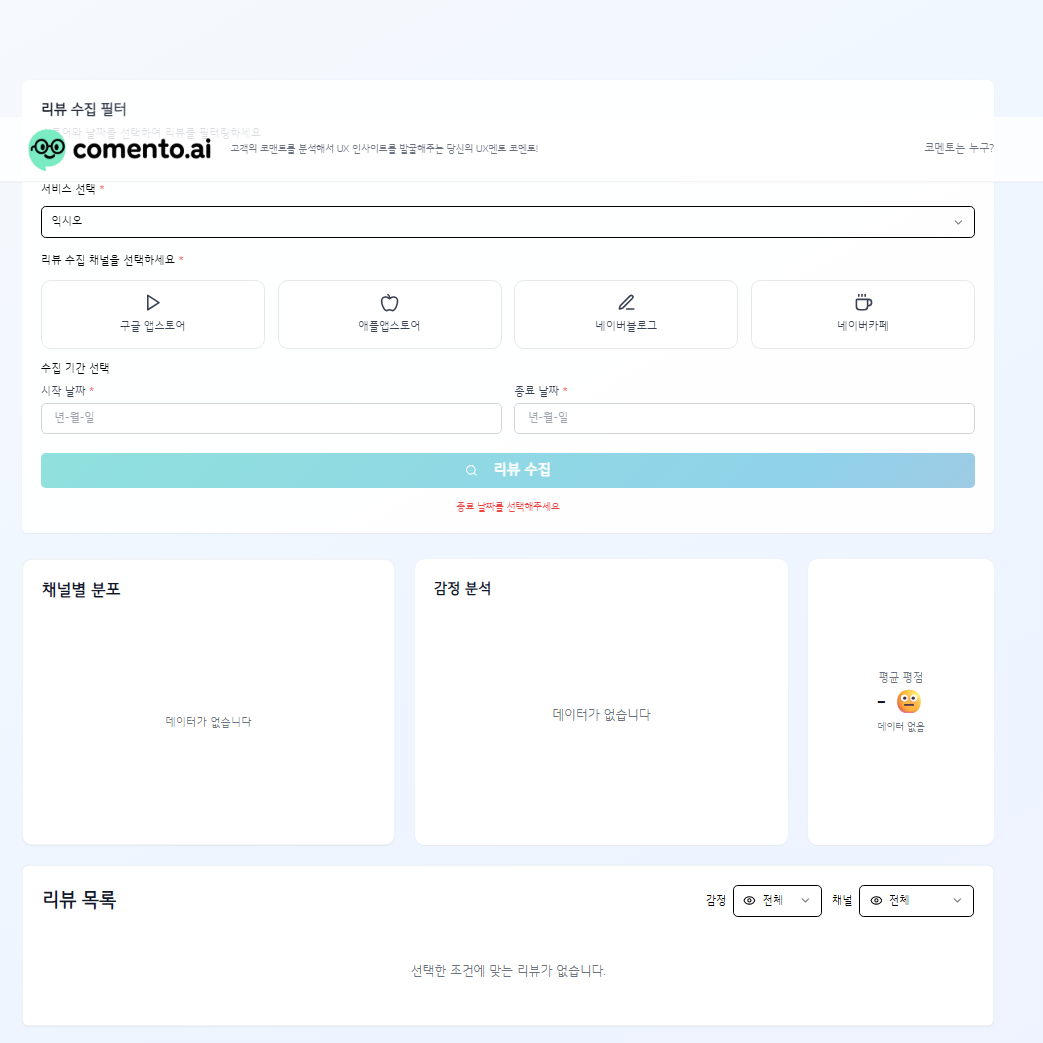 리뷰 수집 필터
와 날짜를 선택하여 리뷰를 필터링하세요
comento.ai
고객의 코맨트를 분석해서 UX 인사이트를 발굴해주는 당신의 UX멘토 코멘트!
코멘토는 누구?
서비스 선택 *
익시오
리뷰 수집 채널을 선택하세요 *
구글 앱스토어
애플앱스토어
네이버블로그
네이버카페
수집 기간 선택
시작 날짜 *
종료 날짜 *
년-월-일
년-월-일
리뷰 수집
종료 날짜를 선택해주세요
채널별 분포
감정 분석
데이터가 없습니다
데이터가 없습니다
평균 평점
-
데이터 없음
리뷰 목록
감정
전체
채널
전체
선택한 조건에 맞는 리뷰가 없습니다.